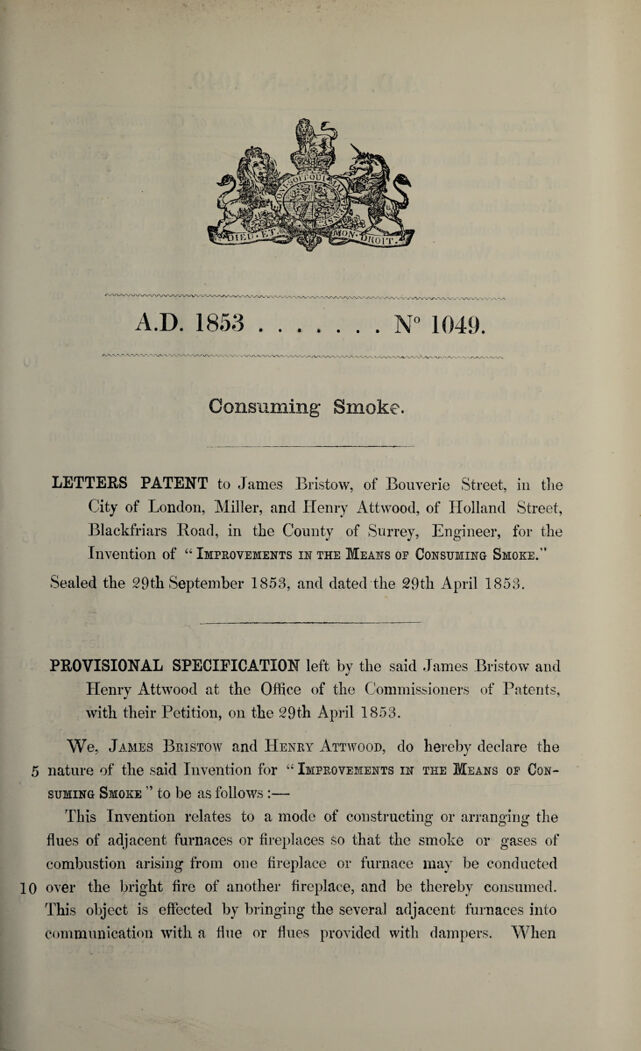 DIEU ET MON DROIT
A.D. 1853 . . . . . . . N° 1049.
Consuming Smoke.
LETTERS PATENT to James Bristow, of Bouverie Street, in the
City of London, Miller, and Henry Attwood, of Holland Street,
Blackfriars Road, in the County of Surrey, Engineer, for the
Invention of “ Improvements in the Means of Consuming Smoke.”
Sealed the 29th September 1853, and dated the 29th April 1853.
PROVISIONAL SPECIFICATION left by the said James Bristow and
Henry Attwood at the Office of the Commissioners of Patents,
with their Petition, on the 29th April 1853.
We, James Bristow and Henry Attwood, do hereby declare the
5 nature of the said Invention for “ Improvements in the Means of Con-
suming Smoke ” to be as follows :—
This Invention relates to a mode of constructing or arranging the
flues of adjacent furnaces or fireplaces so that the smoke or gases of
combustion arising from one fireplace or furnace may be conducted
10 over the bright fire of another fireplace, and be thereby consumed.
This object is effected by bringing the several adjacent furnaces into
communication with a flue or flues provided with dampers. When